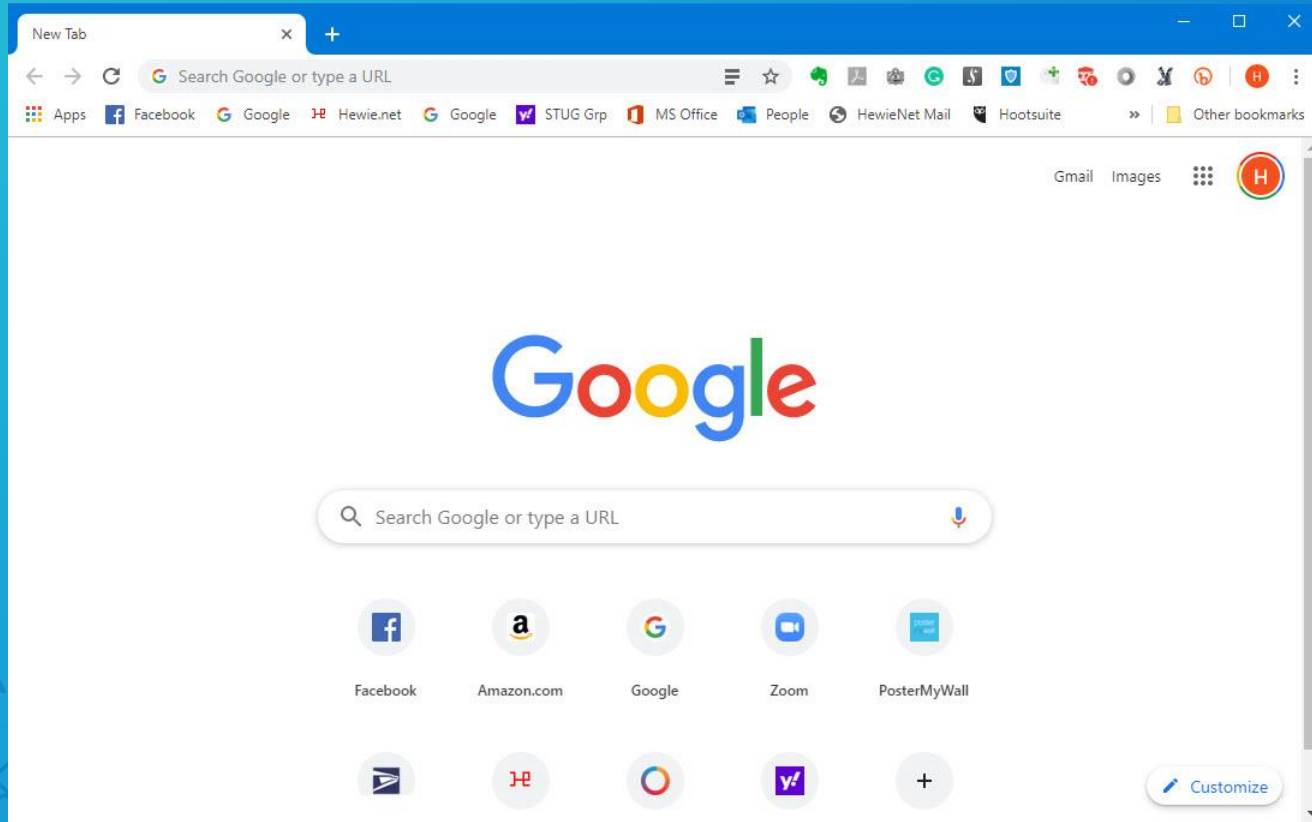 New Tab
Search Google or type a URL
Apps Facebook Google Hewie.net Google STUG Grp MS Office People HewieNet Mail Hootsuite » Other bookmarks
Gmail Images H
Google
Search Google or type a URL
Facebook Amazon.com Google Zoom PosterMyWall
Customize